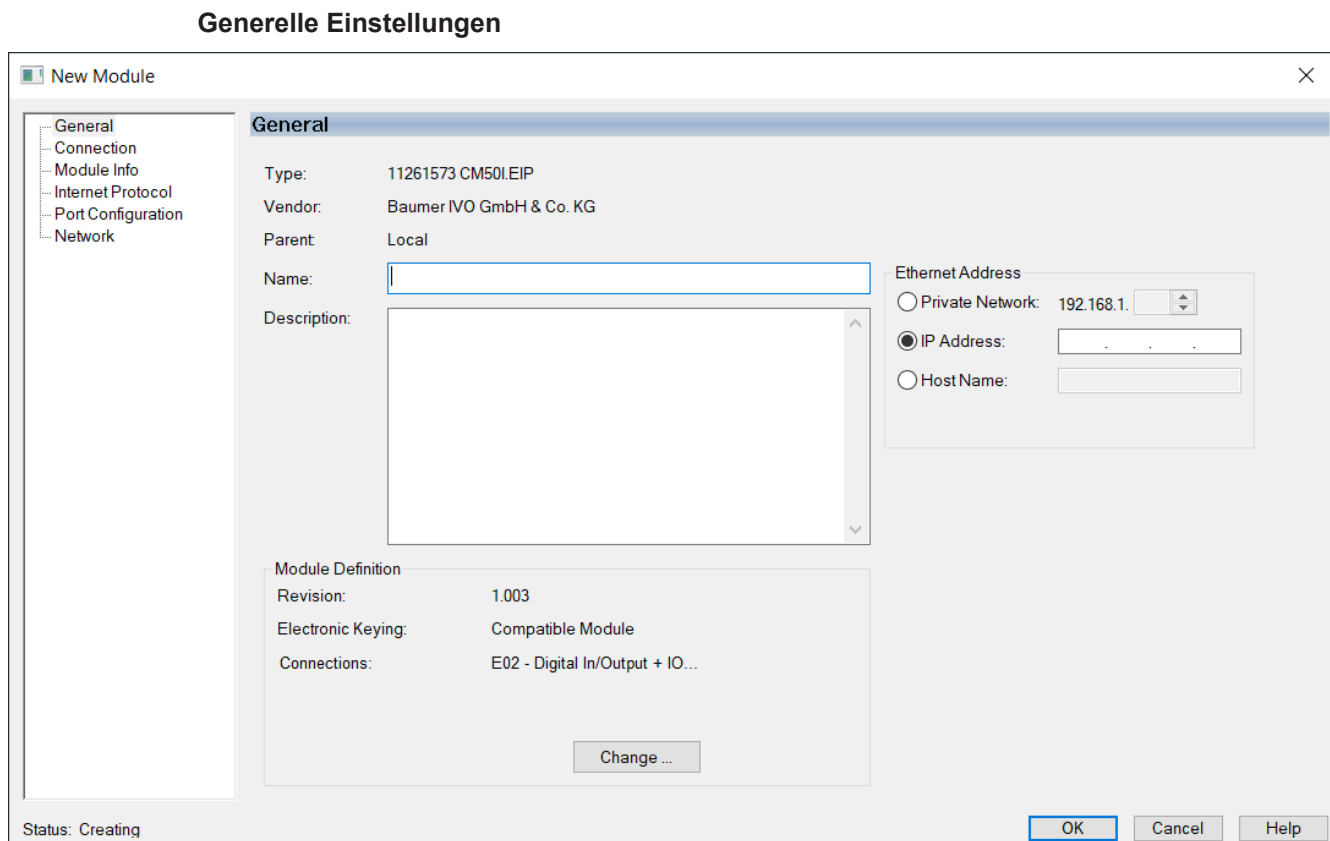 Generelle Einstellungen
New Module
General
Connection
Module Info
Internet Protocol
Port Configuration
Network
General
Type: 11261573 CM50I.EIP
Vendor: Baumer IVO GmbH & Co. KG
Parent: Local
Name:
Description:
Ethernet Address
Private Network: 192.168.1.
IP Address: . . .
Host Name:
Module Definition
Revision: 1.003
Electronic Keying: Compatible Module
Connections: E02 - Digital In/Output + IO...
Change ...
Status: Creating
OK Cancel Help